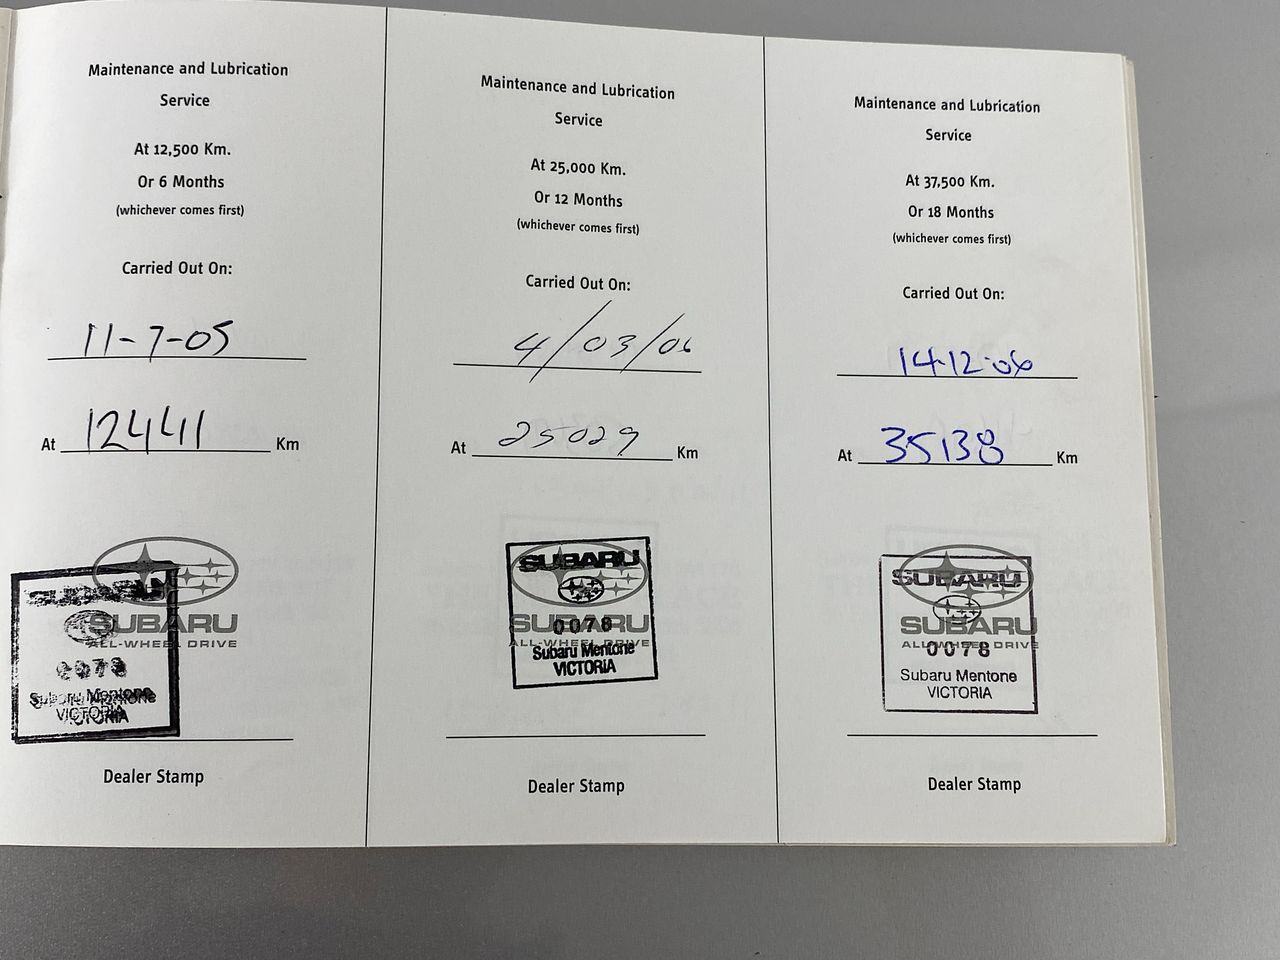 Maintenance and Lubrication
Service
At 12,500 Km.
Or 6 Months
(whichever comes first)
Carried Out On:
11-7-05
At 12441 Km
SUBARU
SUBARU
ALL-WHEEL DRIVE
0078
Subaru Mentone
VICTORIA
Dealer Stamp
Maintenance and Lubrication
Service
At 25,000 Km.
Or 12 Months
(whichever comes first)
Carried Out On:
4/03/06
At 25029 Km
SUBARU
0078
SUBARU
ALL-WHEEL DRIVE
Subaru Mentone
VICTORIA
Dealer Stamp
Maintenance and Lubrication
Service
At 37,500 Km.
Or 18 Months
(whichever comes first)
Carried Out On:
14-12-06
At 35138 Km
SUBARU
SUBARU
ALL-WHEEL DRIVE
0078
Subaru Mentone
VICTORIA
Dealer Stamp